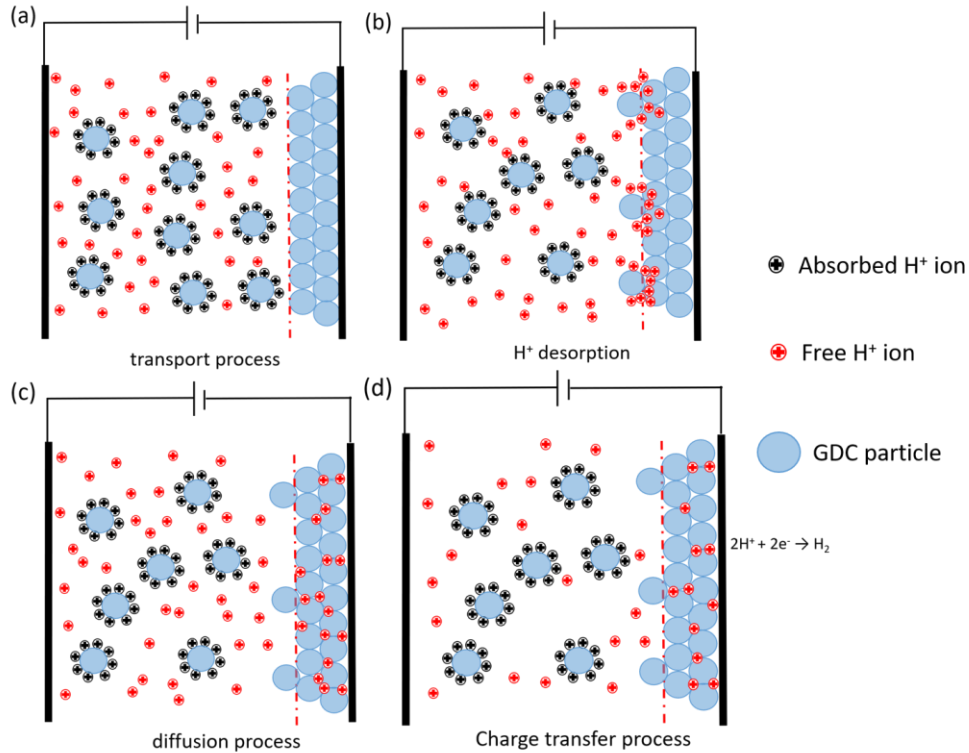 (a)
(b)
transport process
H⁺ desorption
Absorbed H⁺ ion
Free H⁺ ion
GDC particle
(c)
(d)
2H⁺ + 2e⁻ → H₂
diffusion process
Charge transfer process